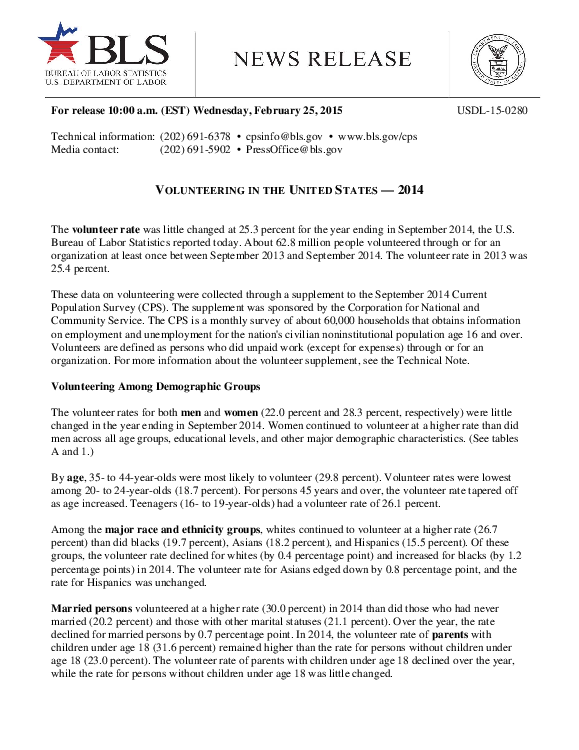 BLS
BUREAU OF LABOR STATISTICS
U.S. DEPARTMENT OF LABOR
NEWS RELEASE
For release 10:00 a.m. (EST) Wednesday, February 25, 2015 USDL-15-0280
Technical information: (202) 691-6378 • cpsinfo@bls.gov • www.bls.gov/cps
Media contact: (202) 691-5902 • PressOffice@bls.gov
VOLUNTEERING IN THE UNITED STATES — 2014
The volunteer rate was little changed at 25.3 percent for the year ending in September 2014, the U.S.
Bureau of Labor Statistics reported today. About 62.8 million people volunteered through or for an
organization at least once between September 2013 and September 2014. The volunteer rate in 2013 was
25.4 percent.
These data on volunteering were collected through a supplement to the September 2014 Current
Population Survey (CPS). The supplement was sponsored by the Corporation for National and
Community Service. The CPS is a monthly survey of about 60,000 households that obtains information
on employment and unemployment for the nation's civilian noninstitutional population age 16 and over.
Volunteers are defined as persons who did unpaid work (except for expenses) through or for an
organization. For more information about the volunteer supplement, see the Technical Note.
Volunteering Among Demographic Groups
The volunteer rates for both men and women (22.0 percent and 28.3 percent, respectively) were little
changed in the year ending in September 2014. Women continued to volunteer at a higher rate than did
men across all age groups, educational levels, and other major demographic characteristics. (See tables
A and 1.)
By age, 35- to 44-year-olds were most likely to volunteer (29.8 percent). Volunteer rates were lowest
among 20- to 24-year-olds (18.7 percent). For persons 45 years and over, the volunteer rate tapered off
as age increased. Teenagers (16- to 19-year-olds) had a volunteer rate of 26.1 percent.
Among the major race and ethnicity groups, whites continued to volunteer at a higher rate (26.7
percent) than did blacks (19.7 percent), Asians (18.2 percent), and Hispanics (15.5 percent). Of these
groups, the volunteer rate declined for whites (by 0.4 percentage point) and increased for blacks (by 1.2
percentage points) in 2014. The volunteer rate for Asians edged down by 0.8 percentage point, and the
rate for Hispanics was unchanged.
Married persons volunteered at a higher rate (30.0 percent) in 2014 than did those who had never
married (20.2 percent) and those with other marital statuses (21.1 percent). Over the year, the rate
declined for married persons by 0.7 percentage point. In 2014, the volunteer rate of parents with
children under age 18 (31.6 percent) remained higher than the rate for persons without children under
age 18 (23.0 percent). The volunteer rate of parents with children under age 18 declined over the year,
while the rate for persons without children under age 18 was little changed.